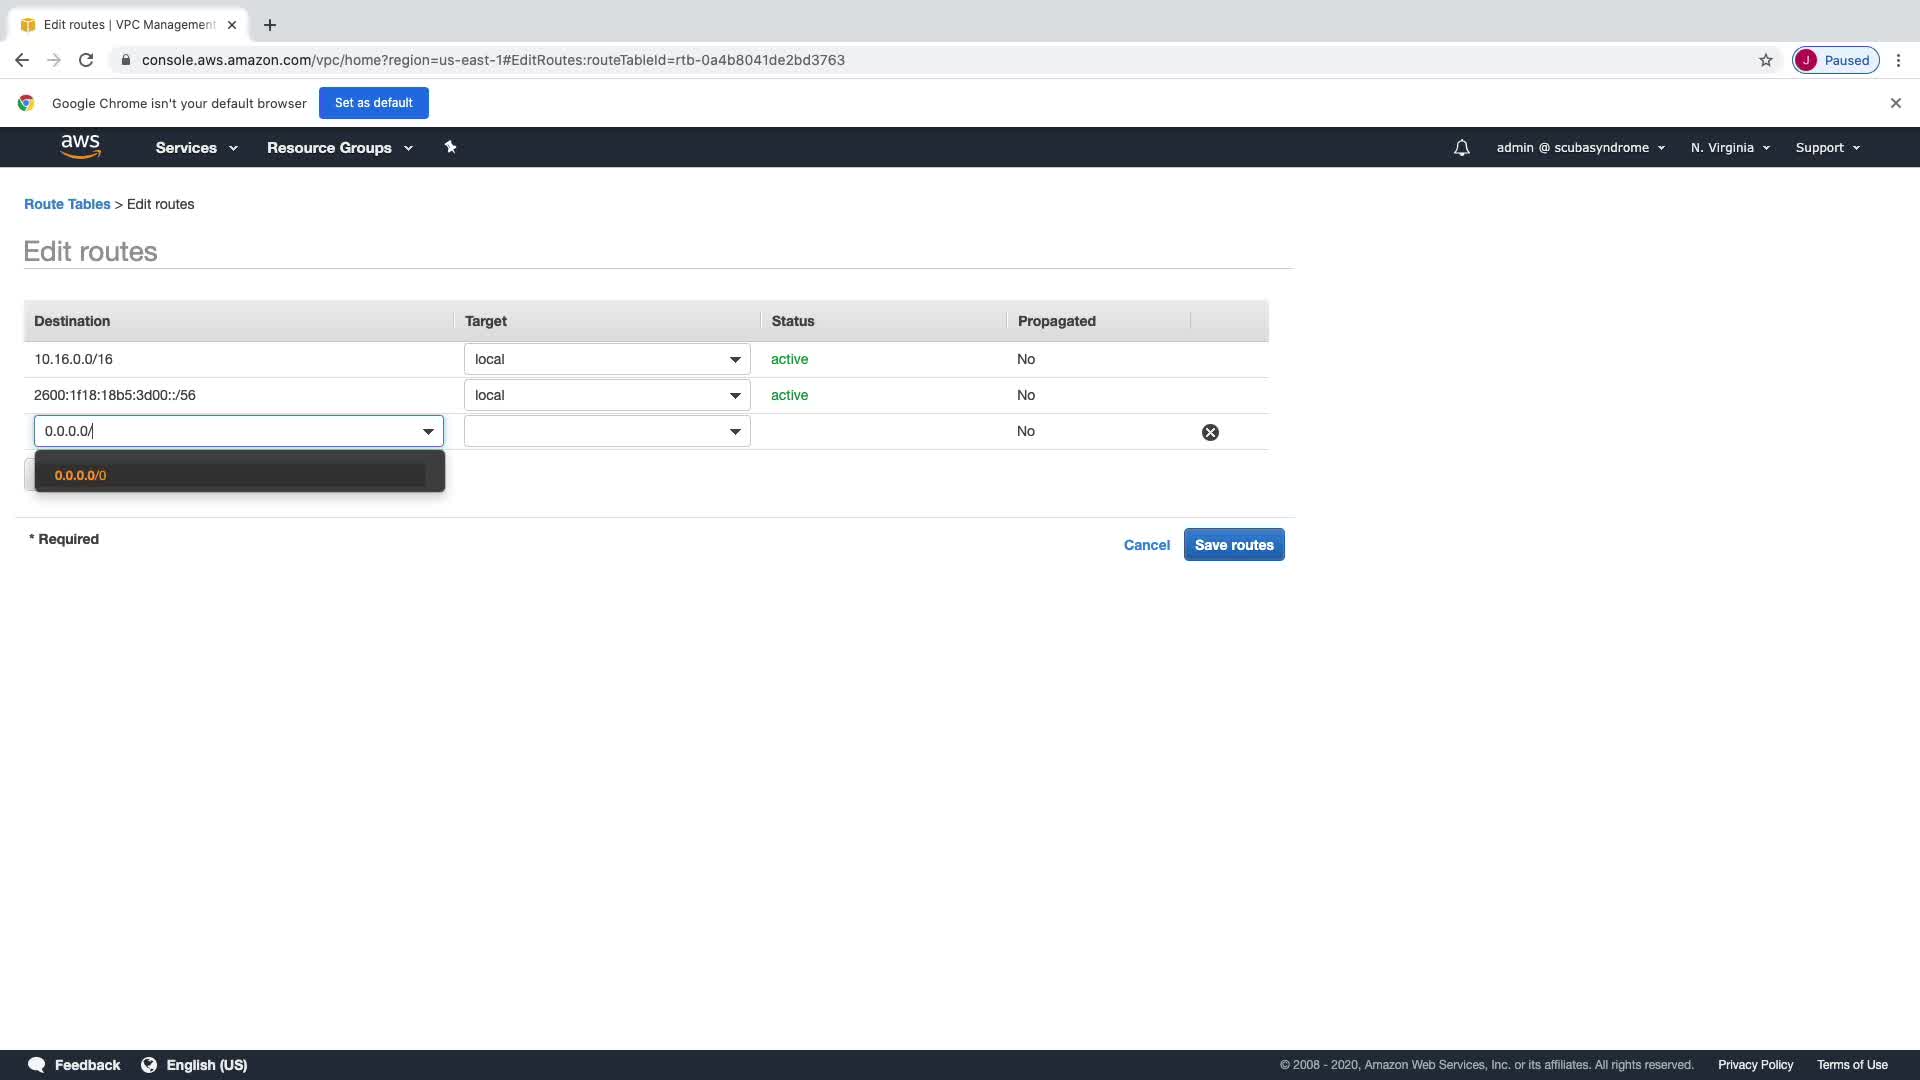 Edit routes | VPC Management
console.aws.amazon.com/vpc/home?region=us-east-1#EditRoutes:routeTableId=rtb-0a4b8041de2bd3763
J Paused
Google Chrome isn't your default browser
Set as default
aws
Services
Resource Groups
admin @ scubasyndrome
N. Virginia
Support
Route Tables > Edit routes
Edit routes
Destination Target Status Propagated
10.16.0.0/16 local active No
2600:1f18:18b5:3d00::/56 local active No
0.0.0.0/ No
0.0.0.0/0
* Required
Cancel
Save routes
Feedback
English (US)
© 2008 - 2020, Amazon Web Services, Inc. or its affiliates. All rights reserved.
Privacy Policy
Terms of Use